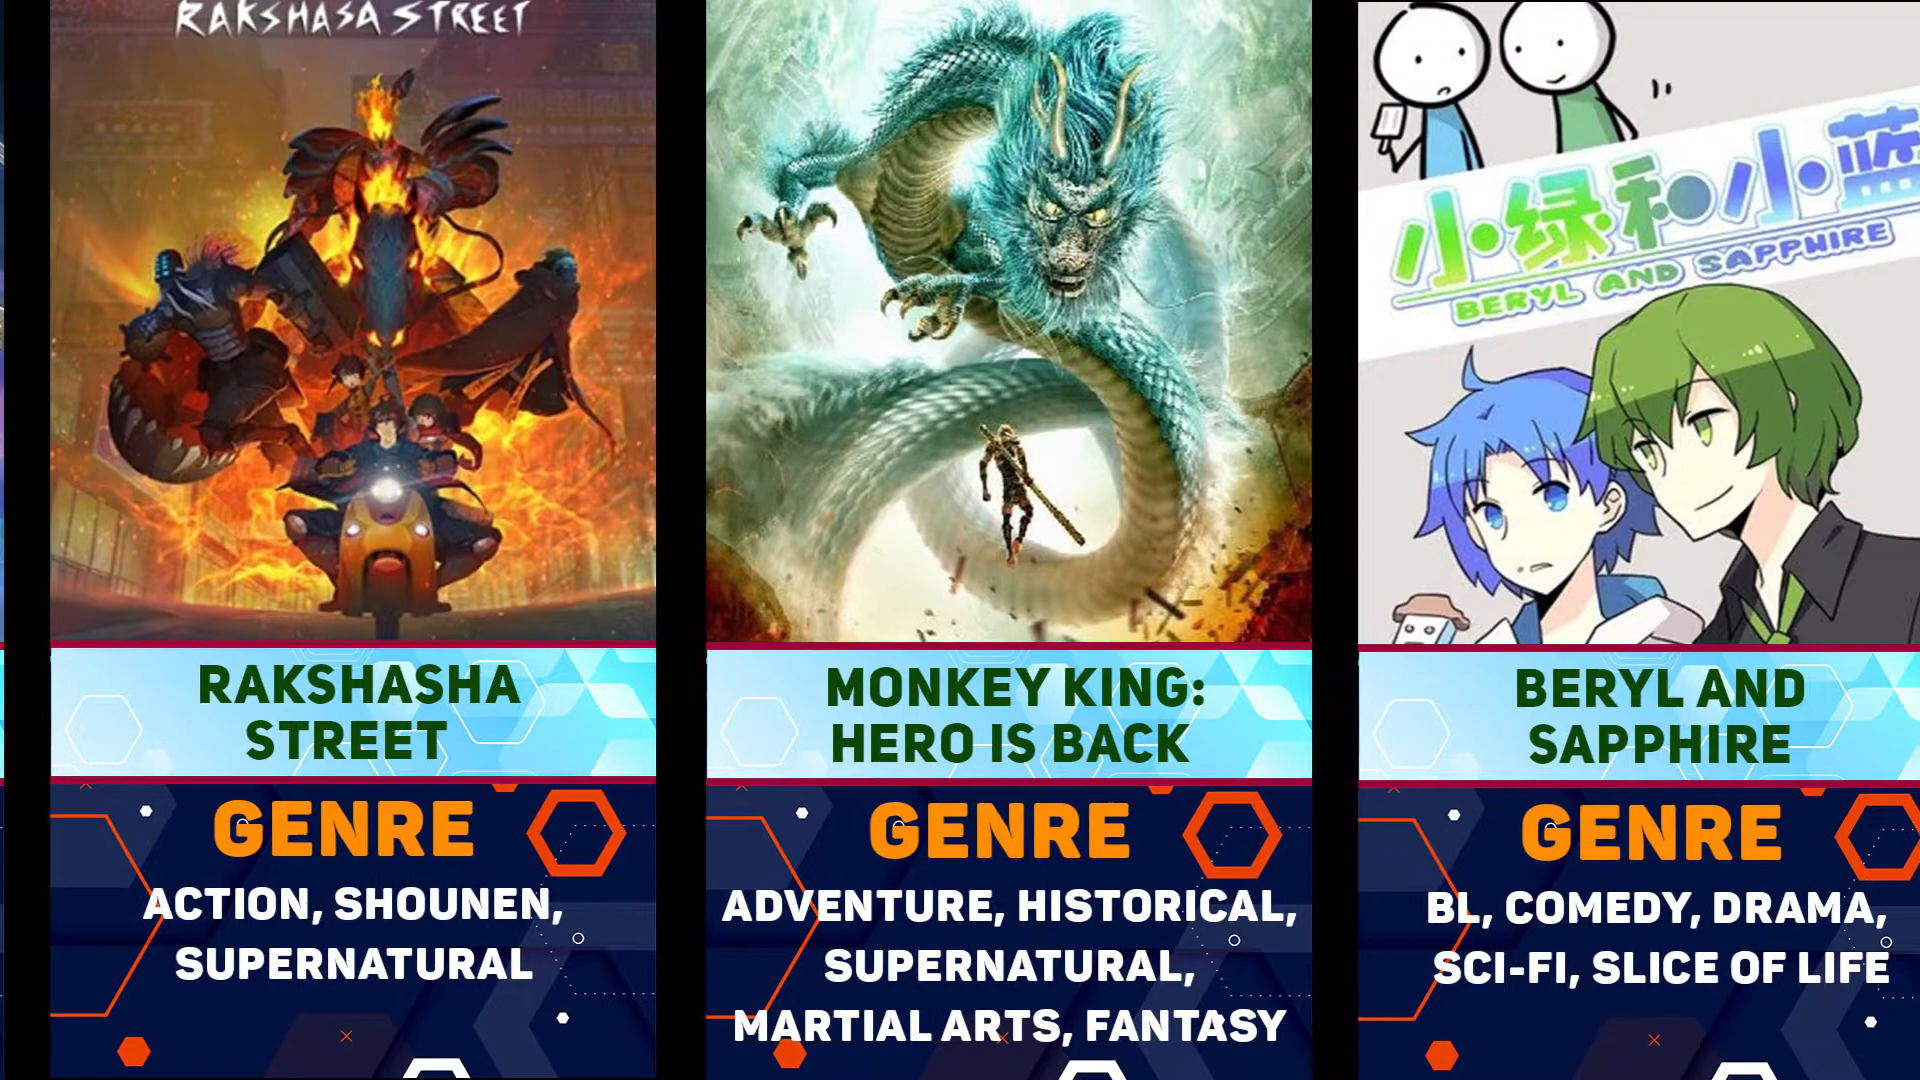 RAKSHASA STREET
RAKSHASHA
STREET
GENRE
ACTION, SHOUNEN,
SUPERNATURAL
MONKEY KING:
HERO IS BACK
GENRE
ADVENTURE, HISTORICAL,
SUPERNATURAL,
MARTIAL ARTS, FANTASY
小绿和小蓝
BERYL AND SAPPHIRE
BERYL AND
SAPPHIRE
GENRE
BL, COMEDY, DRAMA,
SCI-FI, SLICE OF LIFE